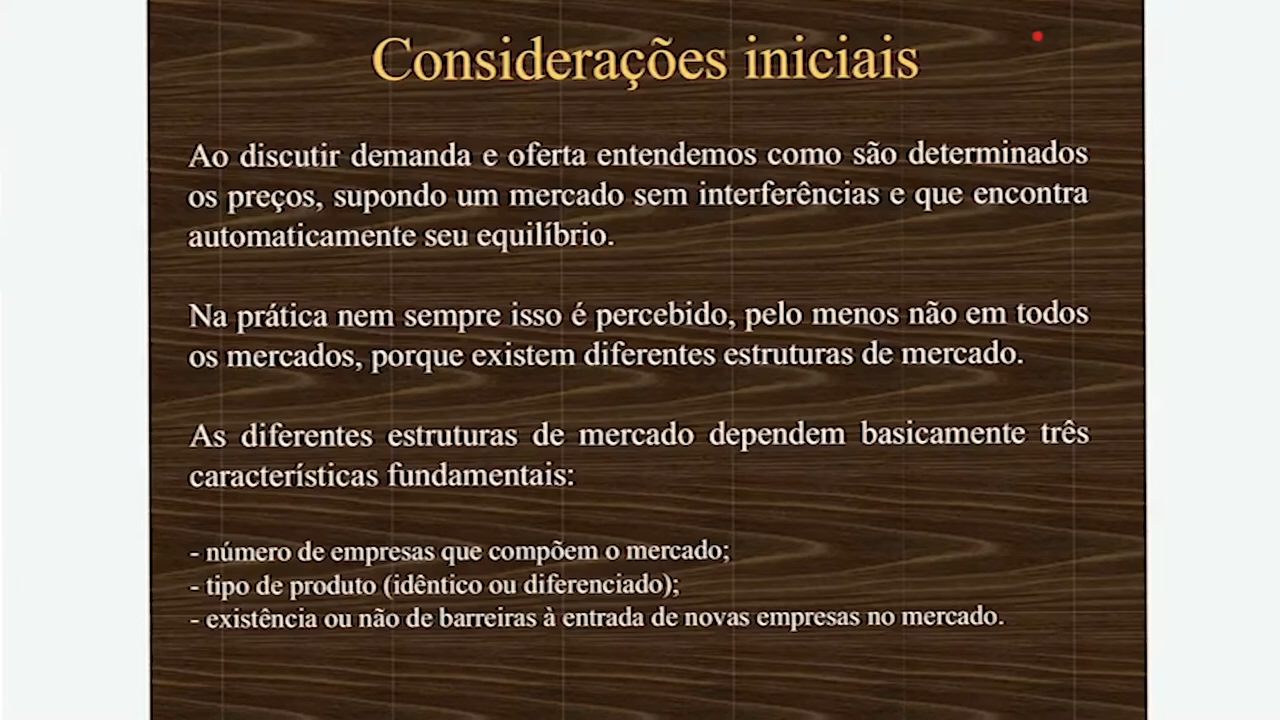 Considerações iniciais
Ao discutir demanda e oferta entendemos como são determinados
os preços, supondo um mercado sem interferências e que encontra
automaticamente seu equilíbrio.
Na prática nem sempre isso é percebido, pelo menos não em todos
os mercados, porque existem diferentes estruturas de mercado.
As diferentes estruturas de mercado dependem basicamente três
características fundamentais:
- número de empresas que compõem o mercado;
- tipo de produto (idêntico ou diferenciado);
- existência ou não de barreiras à entrada de novas empresas no mercado.